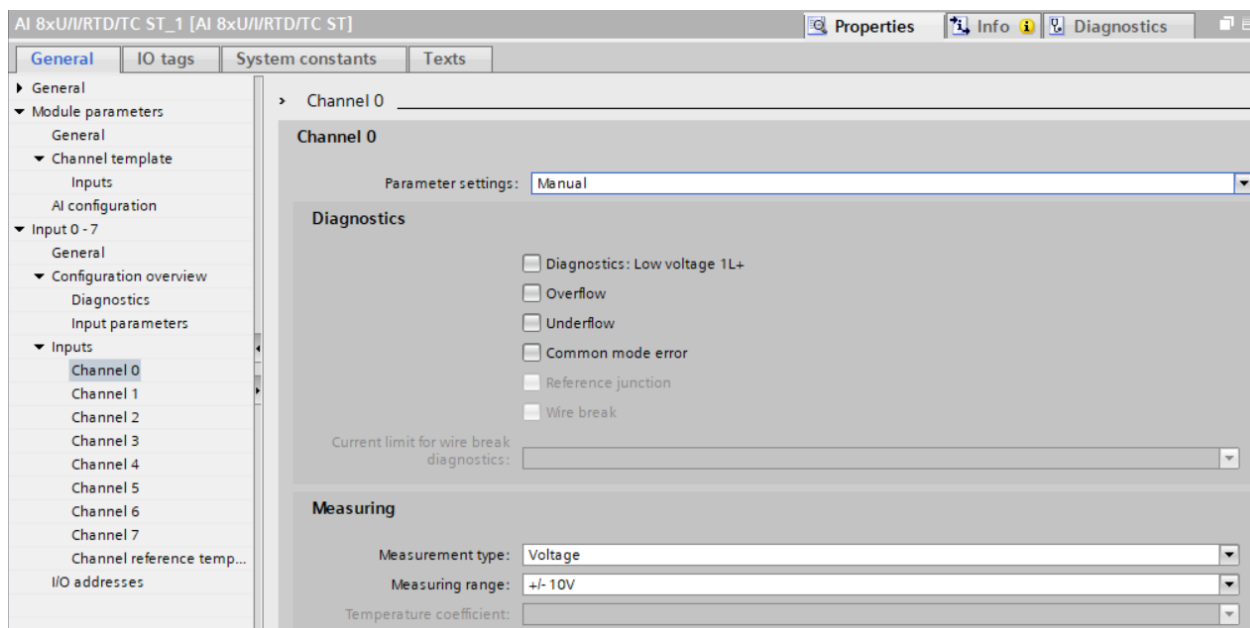 AI 8xU/I/RTD/TC ST_1 [AI 8xU/I/RTD/TC ST]
Properties
Info
Diagnostics
General
IO tags
System constants
Texts
General
Module parameters
General
Channel template
Inputs
AI configuration
Input 0 - 7
General
Configuration overview
Diagnostics
Input parameters
Inputs
Channel 0
Channel 1
Channel 2
Channel 3
Channel 4
Channel 5
Channel 6
Channel 7
Channel reference temp...
I/O addresses
Channel 0
Channel 0
Parameter settings: Manual
Diagnostics
Diagnostics: Low voltage 1L+
Overflow
Underflow
Common mode error
Reference junction
Wire break
Current limit for wire break
diagnostics:
Measuring
Measurement type: Voltage
Measuring range: +/- 10V
Temperature coefficient: